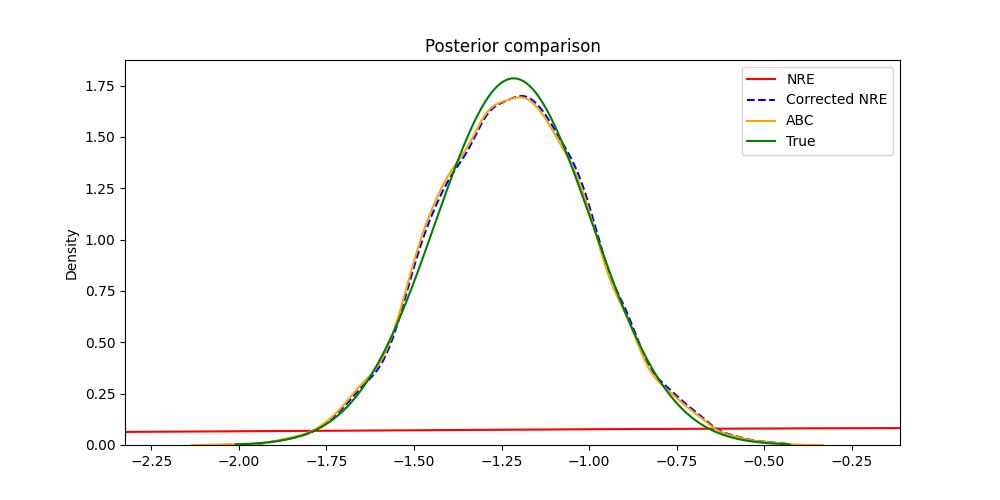 Posterior comparison
NRE
Corrected NRE
ABC
True
Density
1.75
1.50
1.25
1.00
0.75
0.50
0.25
0.00
−2.25 −2.00 −1.75 −1.50 −1.25 −1.00 −0.75 −0.50 −0.25